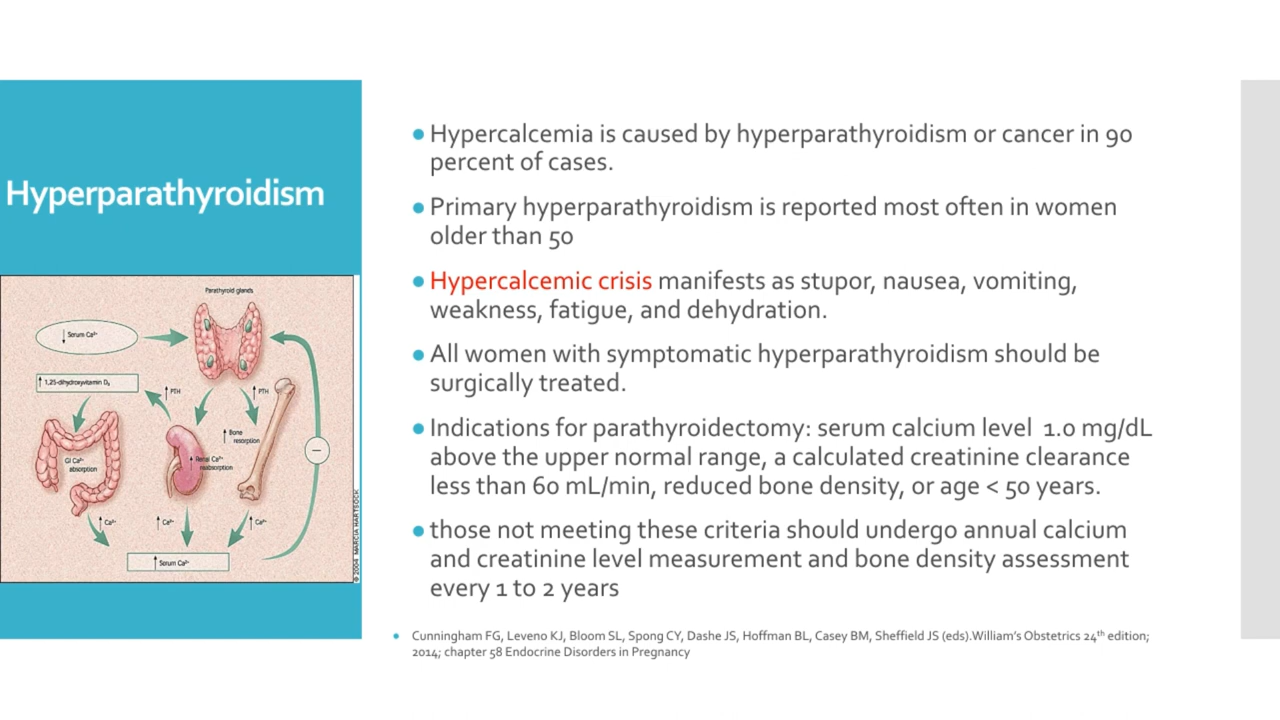 Hyperparathyroidism
Parathyroid glands
↓ Serum Ca²⁺
↑ 1,25-dihydroxyvitamin D₃
↑ PTH
↑ PTH
↑ Bone
resorption
GI Ca²⁺
absorption
↑ Renal Ca²⁺
reabsorption
↑ Ca²⁺
↑ Ca²⁺
↑ Ca²⁺
↑ Serum Ca²⁺
−
© 2004 MARCIA HARTSOCK
● Hypercalcemia is caused by hyperparathyroidism or cancer in 90
percent of cases.
● Primary hyperparathyroidism is reported most often in women
older than 50
● Hypercalcemic crisis manifests as stupor, nausea, vomiting,
weakness, fatigue, and dehydration.
● All women with symptomatic hyperparathyroidism should be
surgically treated.
● Indications for parathyroidectomy: serum calcium level 1.0 mg/dL
above the upper normal range, a calculated creatinine clearance
less than 60 mL/min, reduced bone density, or age < 50 years.
● those not meeting these criteria should undergo annual calcium
and creatinine level measurement and bone density assessment
every 1 to 2 years
● Cunningham FG, Leveno KJ, Bloom SL, Spong CY, Dashe JS, Hoffman BL, Casey BM, Sheffield JS (eds).William's Obstetrics 24th edition;
2014; chapter 58 Endocrine Disorders in Pregnancy